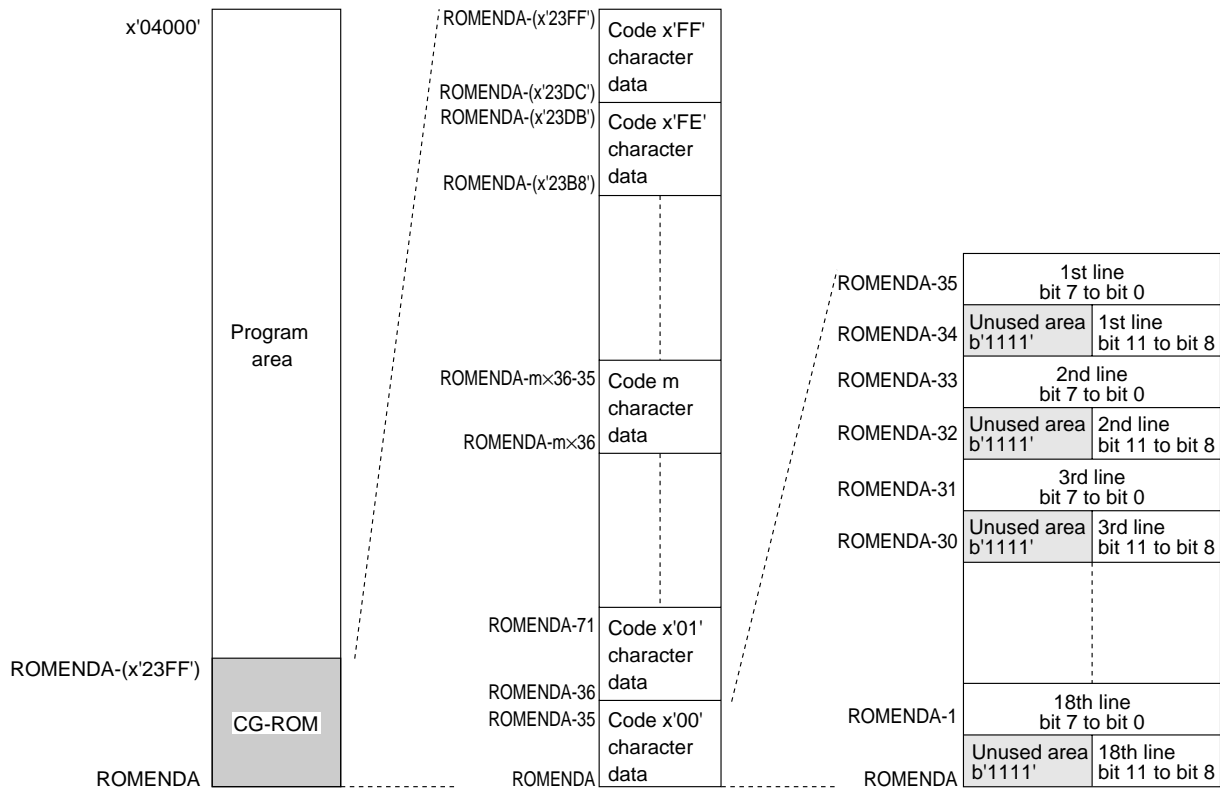 x'04000'
Program
area
ROMENDA-(x'23FF')
CG-ROM
ROMENDA
ROMENDA-(x'23FF')
Code x'FF'
character
data
ROMENDA-(x'23DC')
ROMENDA-(x'23DB')
Code x'FE'
character
data
ROMENDA-(x'23B8')
ROMENDA-m×36-35
Code m
character
data
ROMENDA-m×36
ROMENDA-71
Code x'01'
character
data
ROMENDA-36
ROMENDA-35
Code x'00'
character
data
ROMENDA
ROMENDA-35
1st line
bit 7 to bit 0
ROMENDA-34
Unused area
b'1111'
1st line
bit 11 to bit 8
ROMENDA-33
2nd line
bit 7 to bit 0
ROMENDA-32
Unused area
b'1111'
2nd line
bit 11 to bit 8
ROMENDA-31
3rd line
bit 7 to bit 0
ROMENDA-30
Unused area
b'1111'
3rd line
bit 11 to bit 8
ROMENDA-1
18th line
bit 7 to bit 0
ROMENDA
Unused area
b'1111'
18th line
bit 11 to bit 8